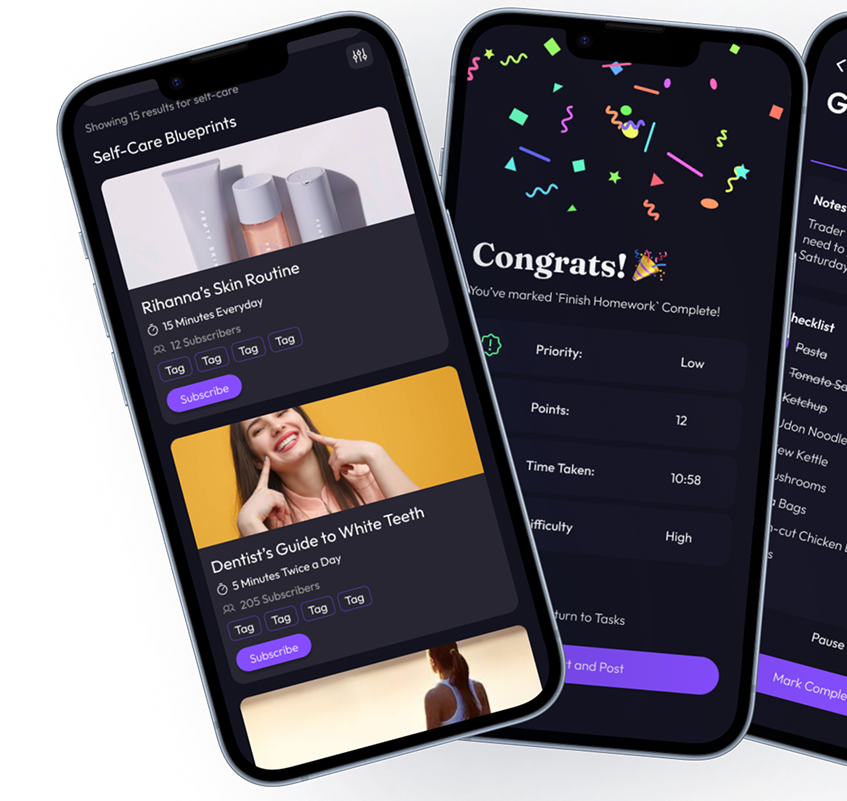 Showing 15 results for self-care
Self-Care Blueprints
Rihanna's Skin Routine
15 Minutes Everyday
12 Subscribers
Tag Tag Tag Tag
Subscribe
Dentist's Guide to White Teeth
5 Minutes Twice a Day
205 Subscribers
Tag Tag Tag Tag
Subscribe
Congrats!
You've marked `Finish Homework` Complete!
Priority: Low
Points: 12
Time Taken: 10:58
ifficulty High
turn to Tasks
t and Post
G
Notes
Trader
need to
Saturday
hecklist
Pasta
Tomato Sa
Ketchup
Udon Noodle
ew Kettle
ushrooms
Bags
-cut Chicken
s
Pause
Mark Comple